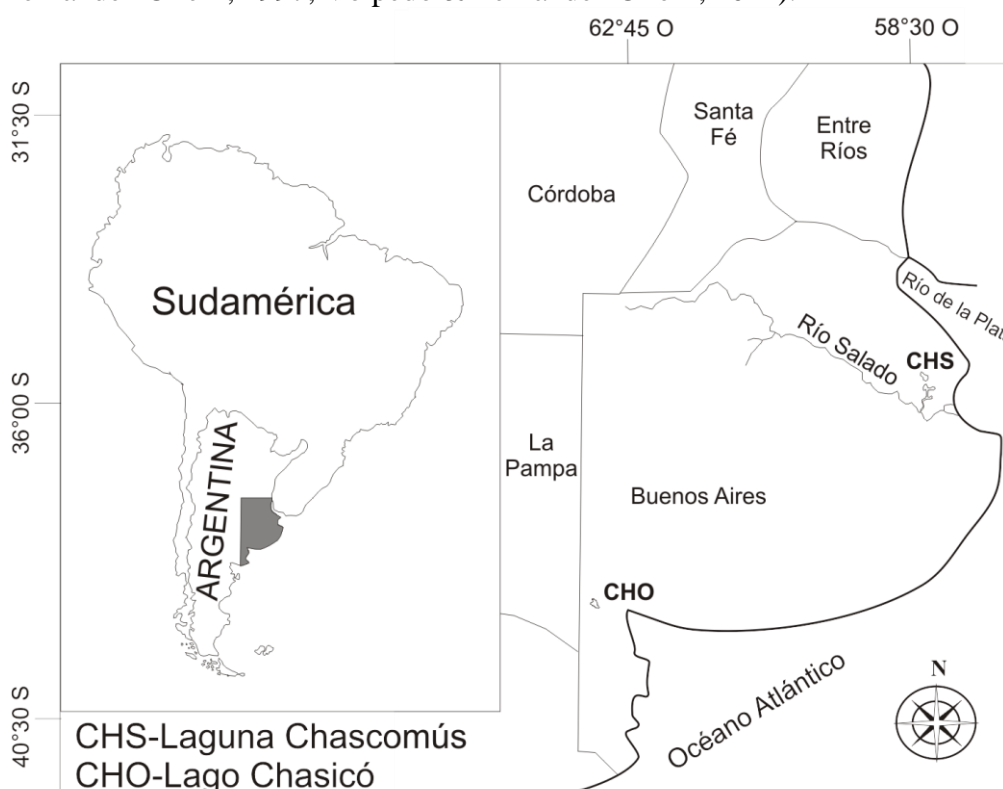 62°45 O
58°30 O
31°30 S
36°00 S
40°30 S
Sudamérica
ARGENTINA
Córdoba
Santa
Fé
Entre
Ríos
Río de la Plat
Río Salado
CHS
La
Pampa
Buenos Aires
CHO
Océano Atlántico
N
CHS-Laguna Chascomús
CHO-Lago Chasicó